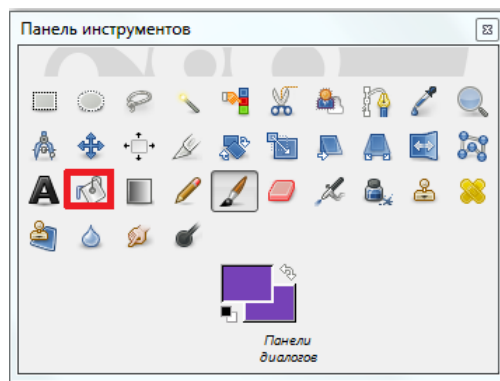 Панель инструментов
Панели
диалогов